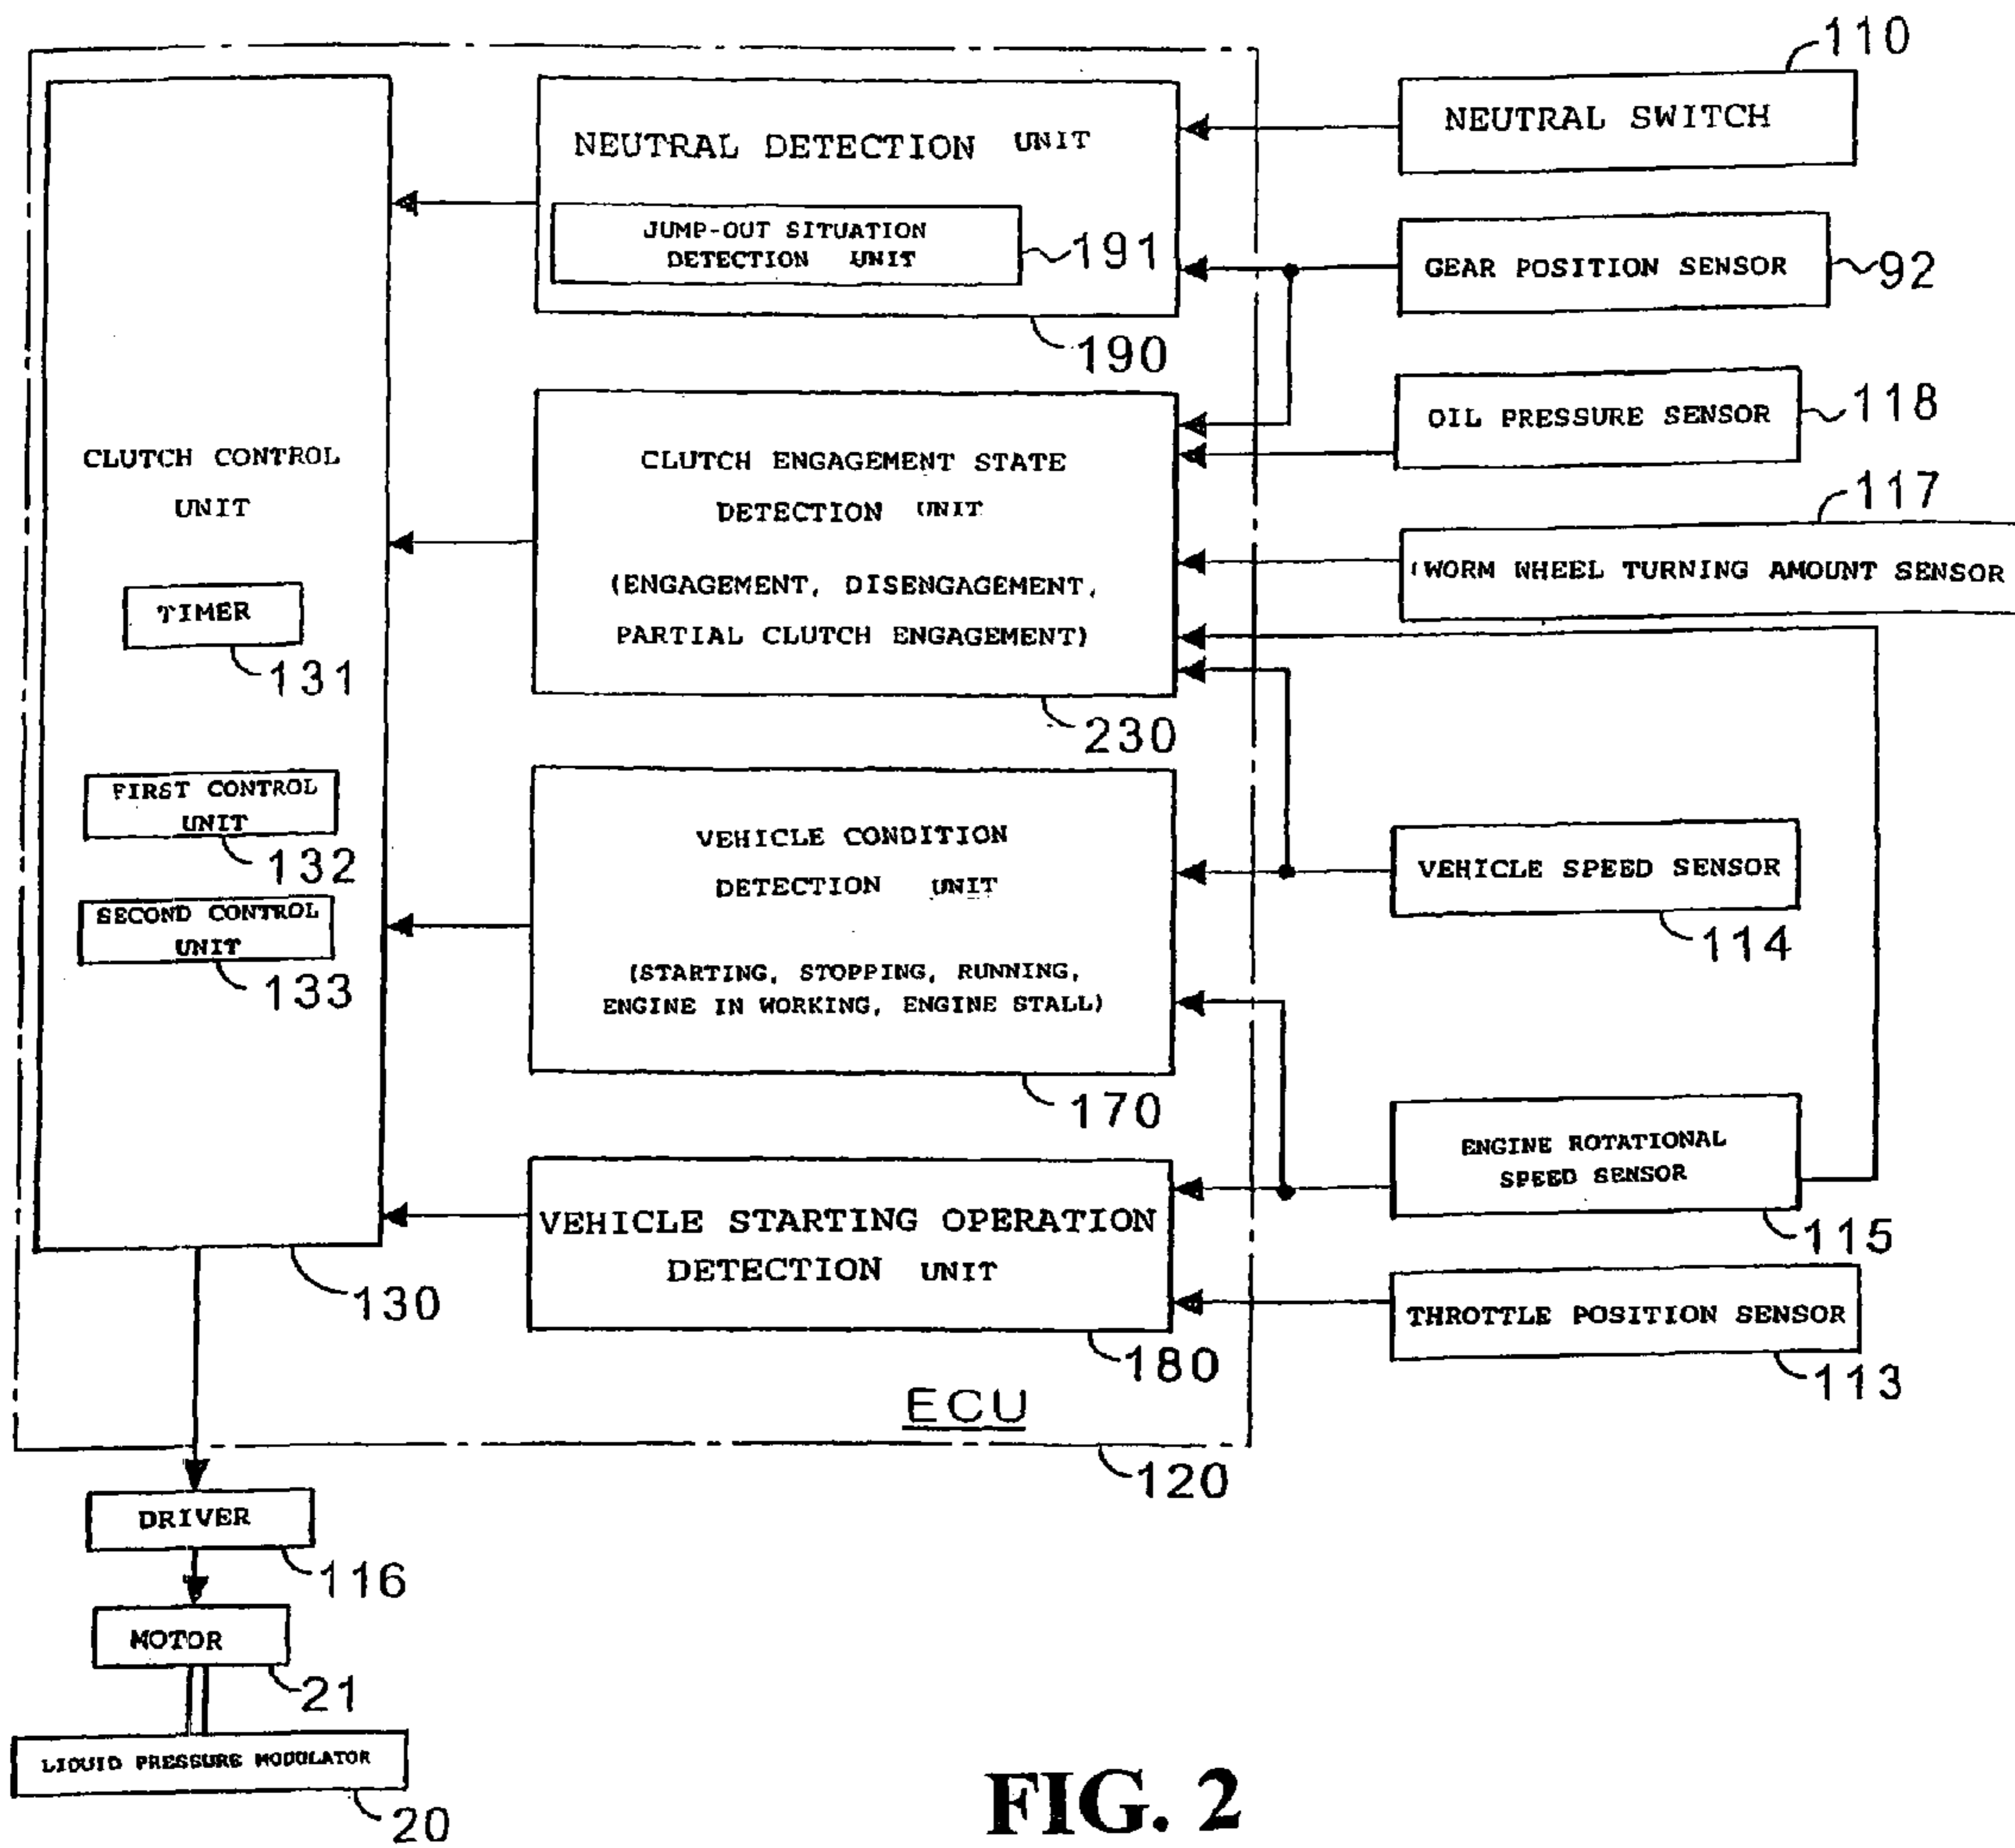 110
NEUTRAL SWITCH
NEUTRAL DETECTION UNIT
JUMP-OUT SITUATION
DETECTION UNIT
191
190
GEAR POSITION SENSOR
92
OIL PRESSURE SENSOR
118
117
WORM WHEEL TURNING AMOUNT SENSOR
CLUTCH CONTROL
UNIT
TIMER
131
FIRST CONTROL
UNIT
132
SECOND CONTROL
UNIT
133
130
CLUTCH ENGAGEMENT STATE
DETECTION UNIT
(ENGAGEMENT, DISENGAGEMENT,
PARTIAL CLUTCH ENGAGEMENT)
230
VEHICLE CONDITION
DETECTION UNIT
(STARTING, STOPPING, RUNNING,
ENGINE IN WORKING, ENGINE STALL)
170
VEHICLE SPEED SENSOR
114
ENGINE ROTATIONAL
SPEED SENSOR
115
VEHICLE STARTING OPERATION
DETECTION UNIT
180
THROTTLE POSITION SENSOR
113
ECU
120
DRIVER
116
MOTOR
21
LIQUID PRESSURE MODULATOR
20
FIG. 2